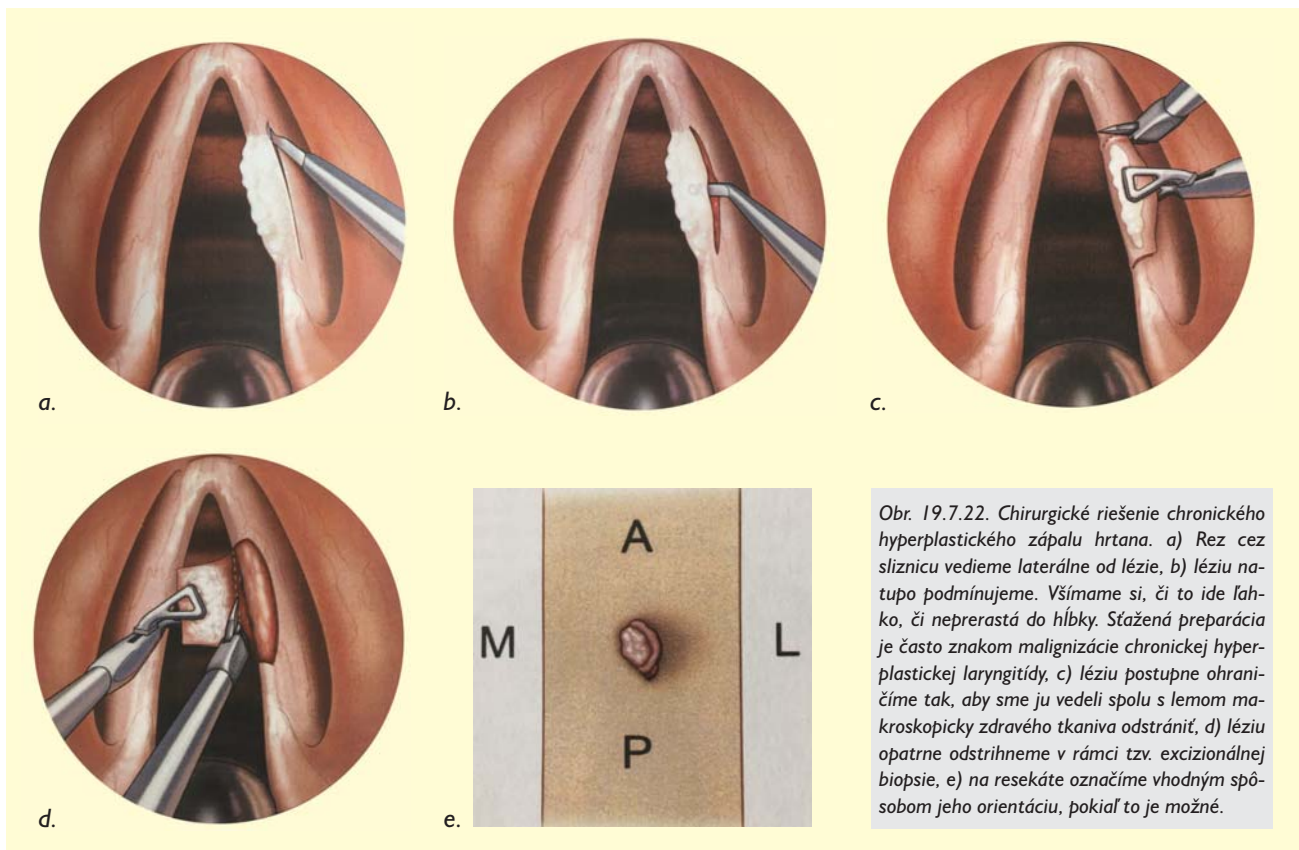 a.
b.
c.
d.
e.
A
M
L
P
Obr. 19.7.22. Chirurgické riešenie chronického
hyperplastického zápalu hrtana. a) Rez cez
sliznicu vedieme laterálne od lézie, b) léziu na-
tupo podmínujeme. Všímame si, či to ide ľah-
ko, či neprerastá do hĺbky. Sťažená preparácia
je často znakom malignizácie chronickej hyper-
plastickej laryngitídy, c) léziu postupne ohrani-
číme tak, aby sme ju vedeli spolu s lemom ma-
kroskopicky zdravého tkaniva odstrániť, d) léziu
opatrne odstrihneme v rámci tzv. excizionálnej
biopsie, e) na resekáte označíme vhodným spô-
sobom jeho orientáciu, pokiaľ to je možné.